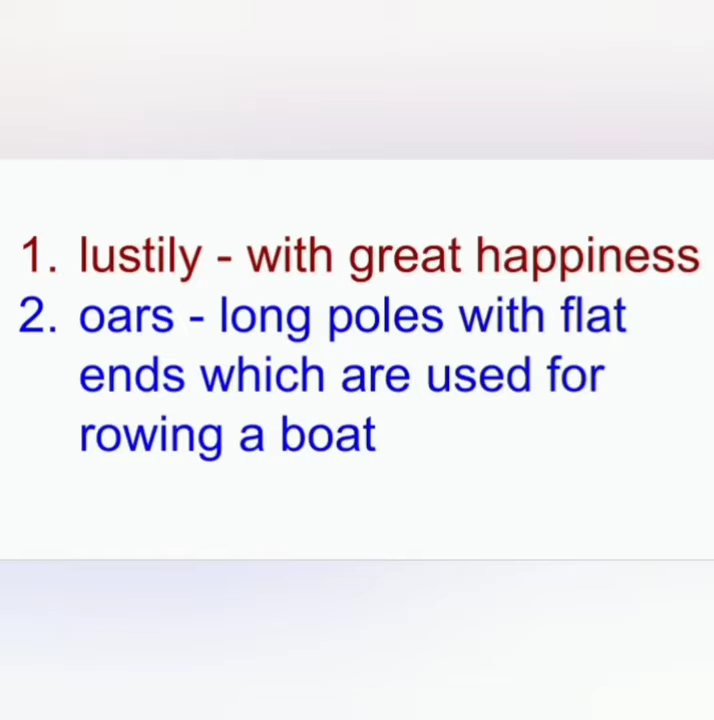 1. lustily - with great happiness
2. oars - long poles with flat
ends which are used for
rowing a boat